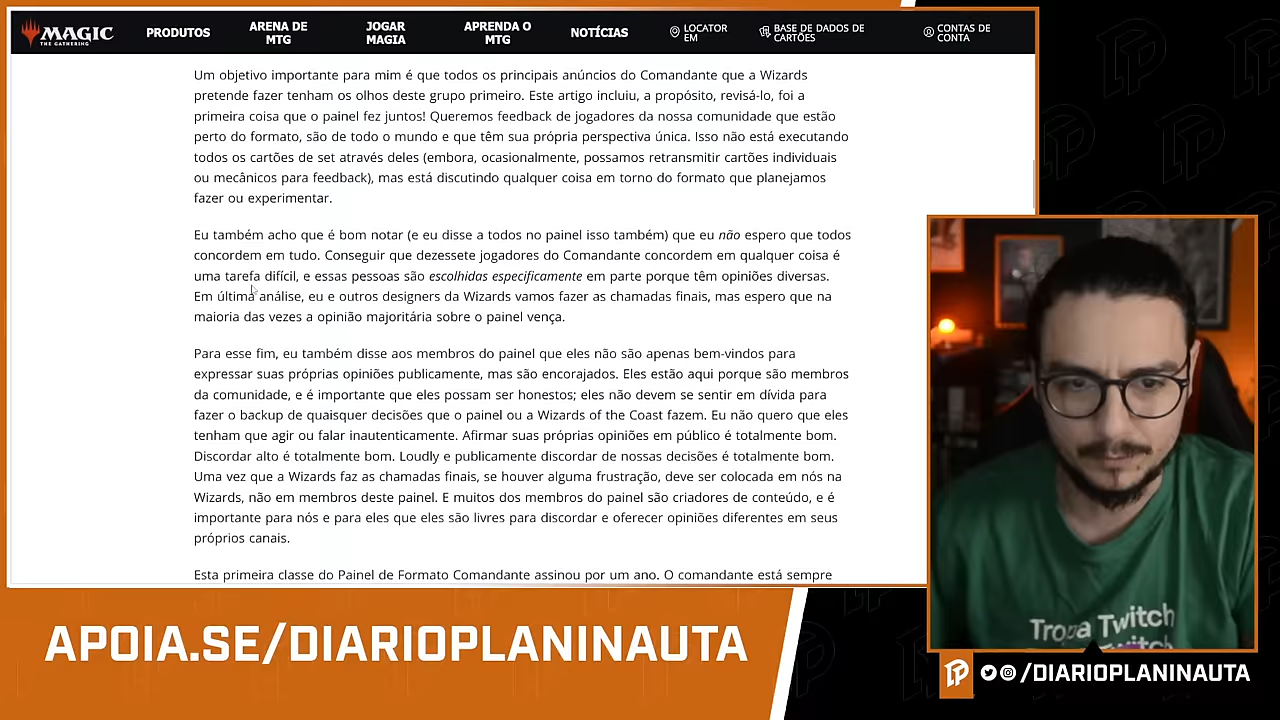 MAGIC
THE GATHERING
PRODUTOS
ARENA DE
MTG
JOGAR
MAGIA
APRENDA O
MTG
NOTÍCIAS
LOCATOR
EM
BASE DE DADOS DE
CARTÕES
CONTAS DE
CONTA
Um objetivo importante para mim é que todos os principais anúncios do Comandante que a Wizards
pretende fazer tenham os olhos deste grupo primeiro. Este artigo incluiu, a propósito, revisá-lo, foi a
primeira coisa que o painel fez juntos! Queremos feedback de jogadores da nossa comunidade que estão
perto do formato, são de todo o mundo e que têm sua própria perspectiva única. Isso não está executando
todos os cartões de set através deles (embora, ocasionalmente, possamos retransmitir cartões individuais
ou mecânicos para feedback), mas está discutindo qualquer coisa em torno do formato que planejamos
fazer ou experimentar.
Eu também acho que é bom notar (e eu disse a todos no painel isso também) que eu não espero que todos
concordem em tudo. Conseguir que dezessete jogadores do Comandante concordem em qualquer coisa é
uma tarefa difícil, e essas pessoas são escolhidas especificamente em parte porque têm opiniões diversas.
Em última análise, eu e outros designers da Wizards vamos fazer as chamadas finais, mas espero que na
maioria das vezes a opinião majoritária sobre o painel vença.
Para esse fim, eu também disse aos membros do painel que eles não são apenas bem-vindos para
expressar suas próprias opiniões publicamente, mas são encorajados. Eles estão aqui porque são membros
da comunidade, e é importante que eles possam ser honestos; eles não devem se sentir em dívida para
fazer o backup de quaisquer decisões que o painel ou a Wizards of the Coast fazem. Eu não quero que eles
tenham que agir ou falar inautenticamente. Afirmar suas próprias opiniões em público é totalmente bom.
Discordar alto é totalmente bom. Loudly e publicamente discordar de nossas decisões é totalmente bom.
Uma vez que a Wizards faz as chamadas finais, se houver alguma frustração, deve ser colocada em nós na
Wizards, não em membros deste painel. E muitos dos membros do painel são criadores de conteúdo, e é
importante para nós e para eles que eles são livres para discordar e oferecer opiniões diferentes em seus
próprios canais.
Esta primeira classe do Painel de Formato Comandante assinou por um ano. O comandante está sempre
Tropa Twitch
Twitch
APOIA.SE/DIARIOPLANINAUTA
/DIARIOPLANINAUTA